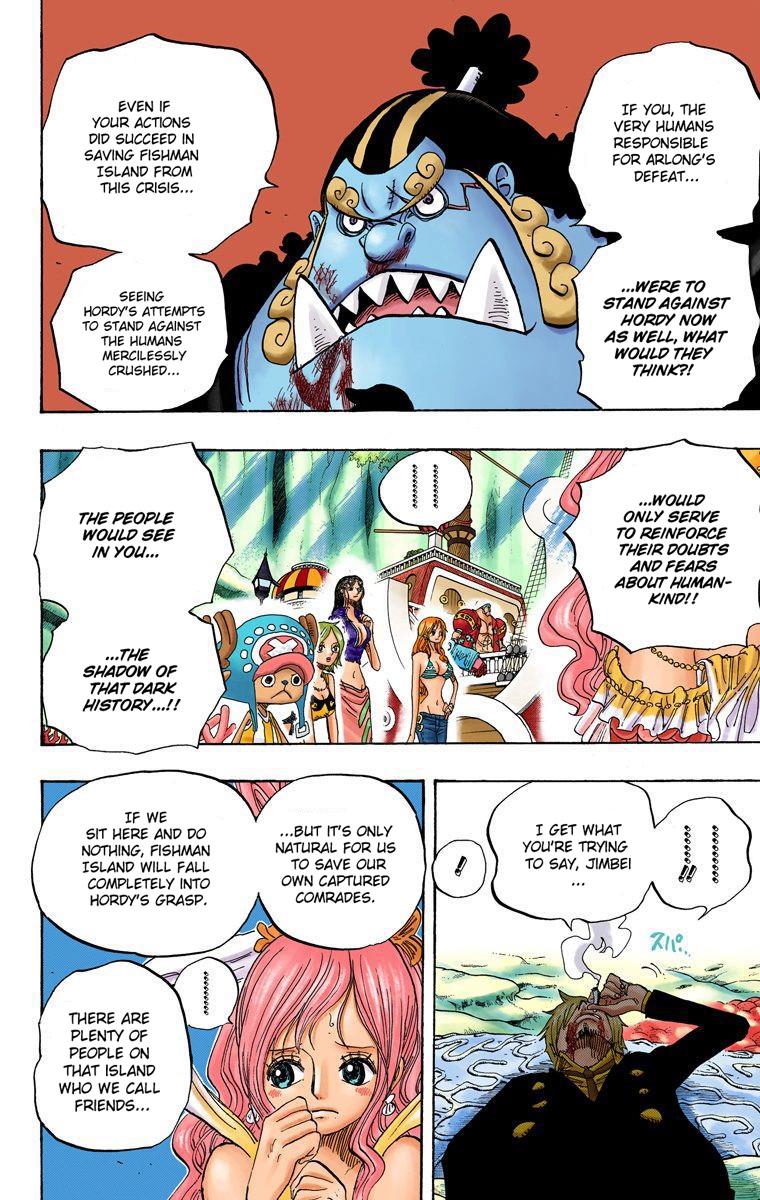 IF YOU, THE
VERY HUMANS
RESPONSIBLE
FOR ARLONG'S
DEFEAT...
...WERE TO
STAND AGAINST
HORDY NOW
AS WELL, WHAT
WOULD THEY
THINK?!
EVEN IF
YOUR ACTIONS
DID SUCCEED IN
SAVING FISHMAN
ISLAND FROM
THIS CRISIS...
SEEING
HORDY'S ATTEMPTS
TO STAND AGAINST
THE HUMANS
MERCILESSLY
CRUSHED...
...WOULD
ONLY SERVE
TO REINFORCE
THEIR DOUBTS
AND FEARS
ABOUT HUMAN-
KIND!!
THE PEOPLE
WOULD SEE
IN YOU...
...THE
SHADOW OF
THAT DARK
HISTORY...!!
I GET WHAT
YOU'RE TRYING
TO SAY, JIMBEI
...
!
スパ...
...BUT IT'S ONLY
NATURAL FOR US
TO SAVE OUR
OWN CAPTURED
COMRADES.
IF WE
SIT HERE AND DO
NOTHING, FISHMAN
ISLAND WILL FALL
COMPLETELY INTO
HORDY'S GRASP.
THERE ARE
PLENTY OF
PEOPLE ON
THAT ISLAND
WHO WE CALL
FRIENDS...